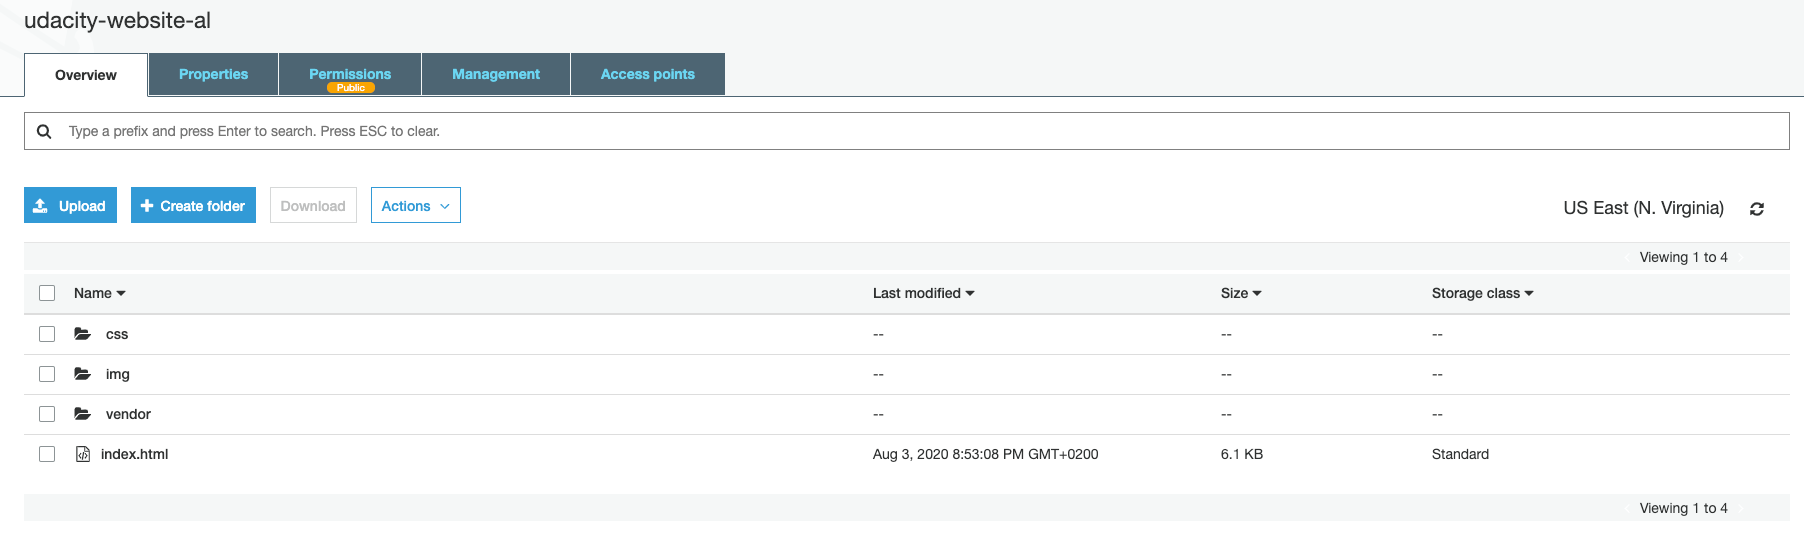 udacity-website-al
Overview Properties Permissions Management Access points
Public
Type a prefix and press Enter to search. Press ESC to clear.
Upload Create folder Download Actions US East (N. Virginia)
Viewing 1 to 4
Name Last modified Size Storage class
css -- -- --
img -- -- --
vendor -- -- --
index.html Aug 3, 2020 8:53:08 PM GMT+0200 6.1 KB Standard
Viewing 1 to 4